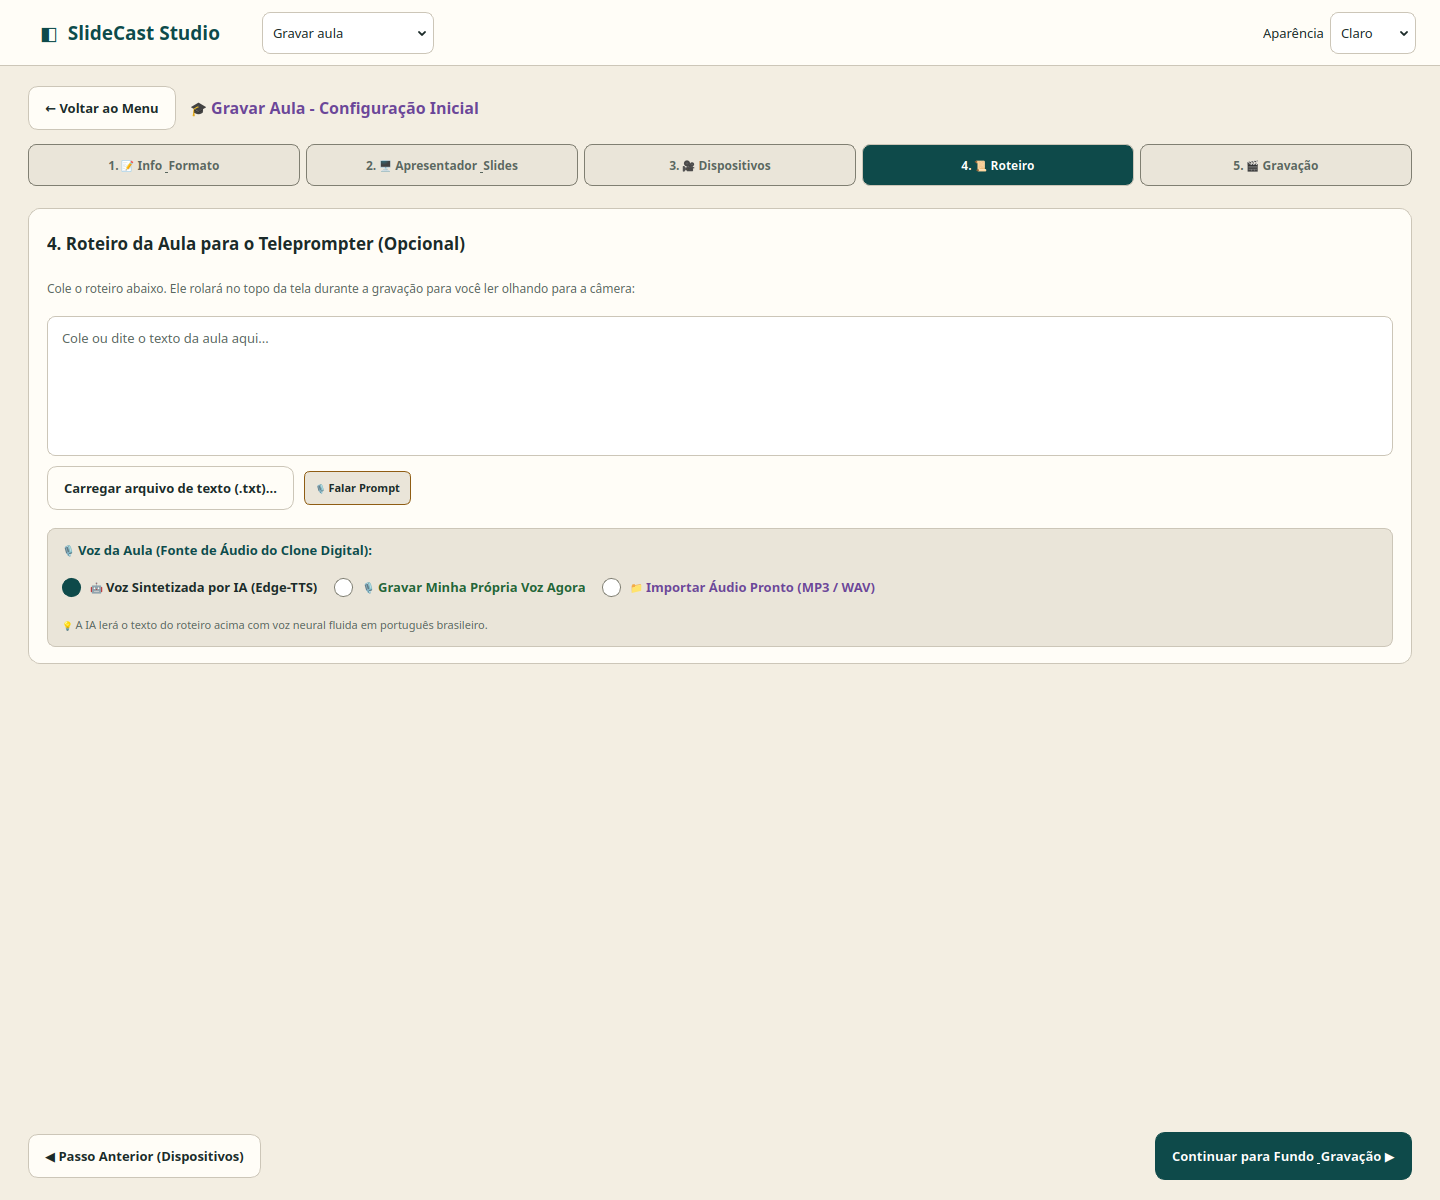 SlideCast Studio
Gravar aula
Aparência
Claro
← Voltar ao Menu
🎓 Gravar Aula - Configuração Inicial
1. 📝 Info _Formato
2. 🖥️ Apresentador _Slides
3. 🎥 Dispositivos
4. 📜 Roteiro
5. 🎬 Gravação
4. Roteiro da Aula para o Teleprompter (Opcional)
Cole o roteiro abaixo. Ele rolará no topo da tela durante a gravação para você ler olhando para a câmera:
Cole ou dite o texto da aula aqui...
Carregar arquivo de texto (.txt)...
🎙️ Falar Prompt
🎙️ Voz da Aula (Fonte de Áudio do Clone Digital):
🤖 Voz Sintetizada por IA (Edge-TTS)
🎙️ Gravar Minha Própria Voz Agora
📁 Importar Áudio Pronto (MP3 / WAV)
💡 A IA lerá o texto do roteiro acima com voz neural fluida em português brasileiro.
◀ Passo Anterior (Dispositivos)
Continuar para Fundo _Gravação ▶